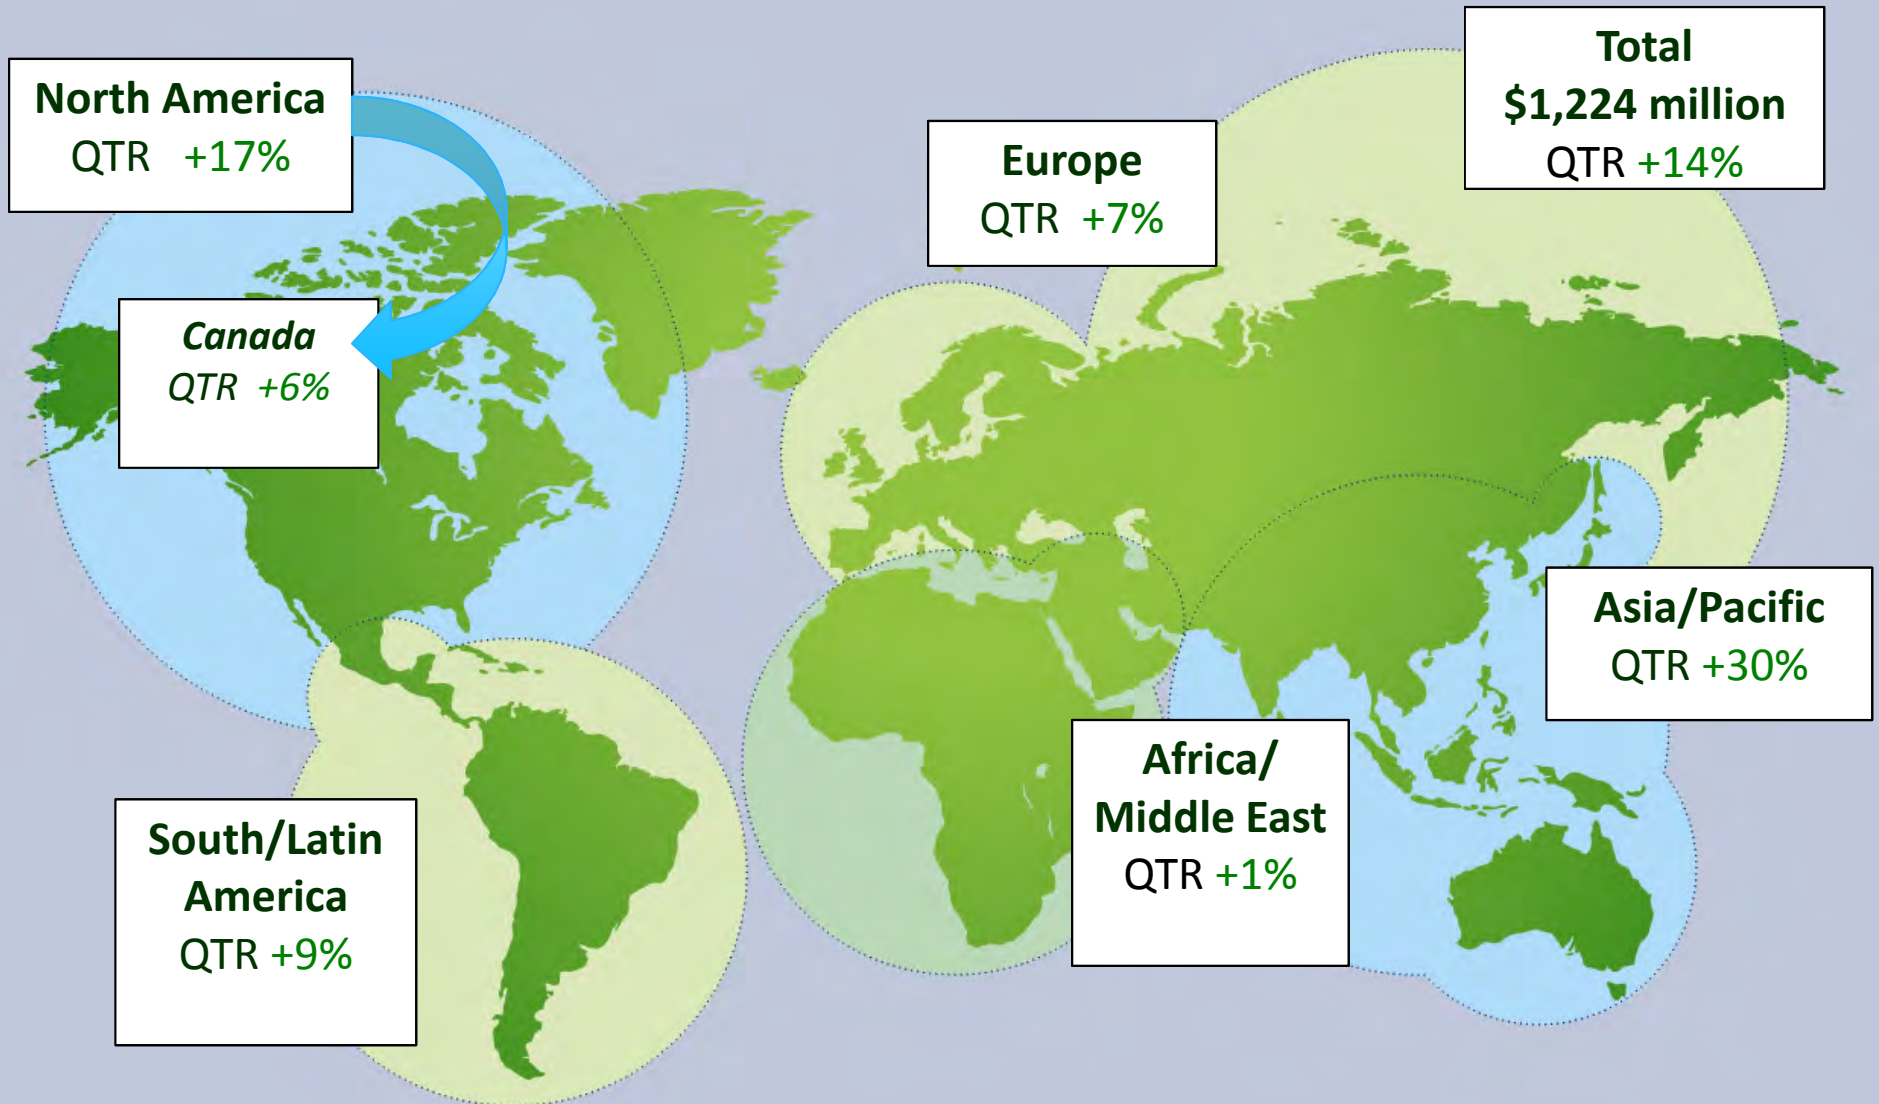 North America
QTR +17%
Canada
QTR +6%
South/Latin
America
QTR +9%
Europe
QTR +7%
Africa/
Middle East
QTR +1%
Total
$1,224 million
QTR +14%
Asia/Pacific
QTR +30%